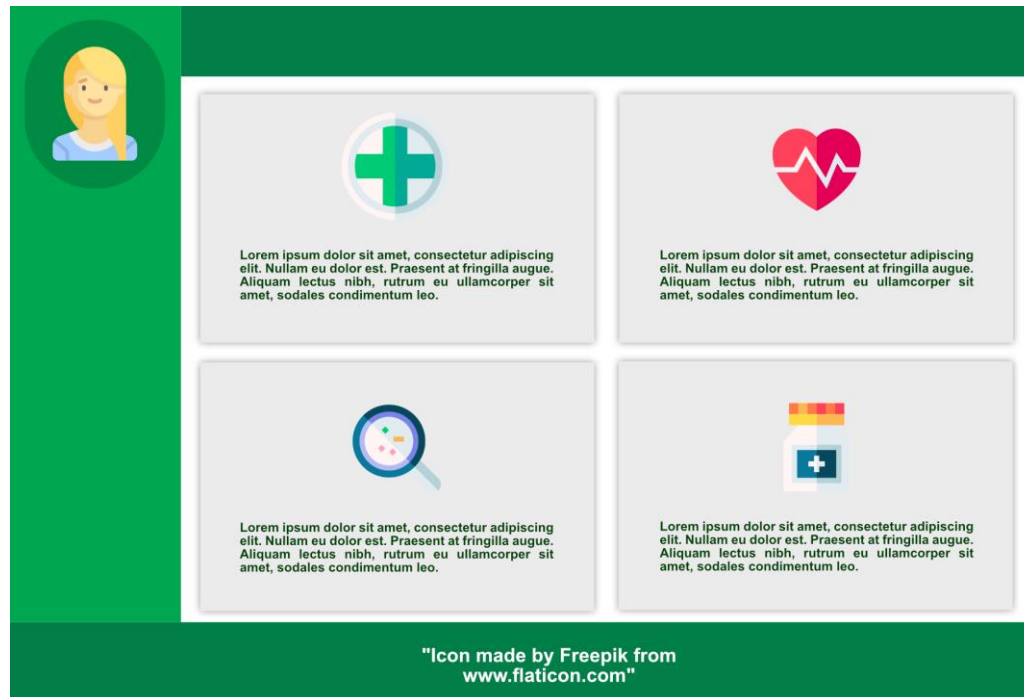 Lorem ipsum dolor sit amet, consectetur adipiscing
elit. Nullam eu dolor est. Praesent at fringilla augue.
Aliquam lectus nibh, rutrum eu ullamcorper sit
amet, sodales condimentum leo.
Lorem ipsum dolor sit amet, consectetur adipiscing
elit. Nullam eu dolor est. Praesent at fringilla augue.
Aliquam lectus nibh, rutrum eu ullamcorper sit
amet, sodales condimentum leo.
Lorem ipsum dolor sit amet, consectetur adipiscing
elit. Nullam eu dolor est. Praesent at fringilla augue.
Aliquam lectus nibh, rutrum eu ullamcorper sit
amet, sodales condimentum leo.
Lorem ipsum dolor sit amet, consectetur adipiscing
elit. Nullam eu dolor est. Praesent at fringilla augue.
Aliquam lectus nibh, rutrum eu ullamcorper sit
amet, sodales condimentum leo.
"Icon made by Freepik from
www.flaticon.com"